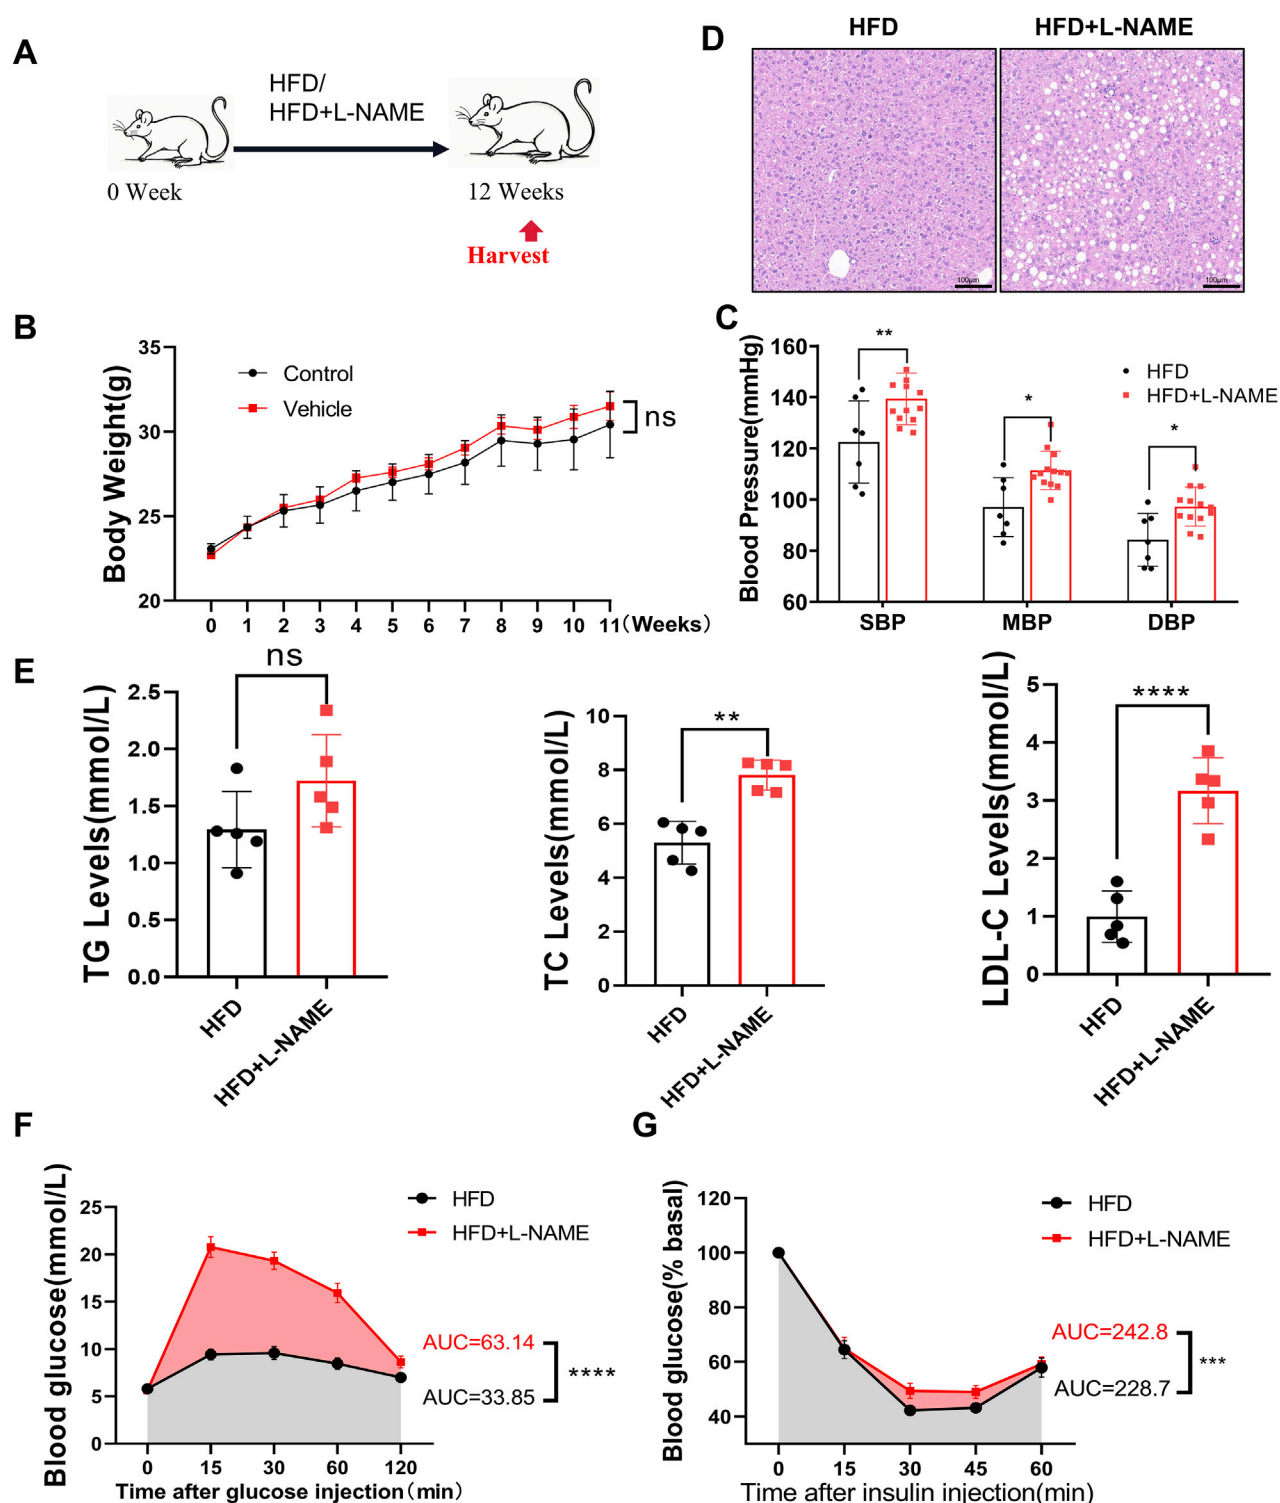 A
HFD/
HFD+L-NAME
0 Week
12 Weeks
Harvest
D
HFD
HFD+L-NAME
100μm
100μm
B
Body Weight(g)
35
30
25
20
Control
Vehicle
ns
0 1 2 3 4 5 6 7 8 9 10 11 (Weeks)
C
Blood Pressure(mmHg)
160
140
120
100
80
60
**
*
*
HFD
HFD+L-NAME
SBP MBP DBP
E
TG Levels(mmol/L)
2.5
2.0
1.5
1.0
0.5
0.0
ns
HFD
HFD+L-NAME
TC Levels(mmol/L)
10
8
6
4
2
0
**
HFD
HFD+L-NAME
LDL-C Levels(mmol/L)
5
4
3
2
1
0
****
HFD
HFD+L-NAME
F
Blood glucose(mmol/L)
25
20
15
10
5
0
HFD
HFD+L-NAME
AUC=63.14
AUC=33.85
****
0 15 30 60 120
Time after glucose injection(min)
G
Blood glucose(% basal)
120
100
80
60
40
HFD
HFD+L-NAME
AUC=242.8
AUC=228.7
***
0 15 30 45 60
Time after insulin injection(min)